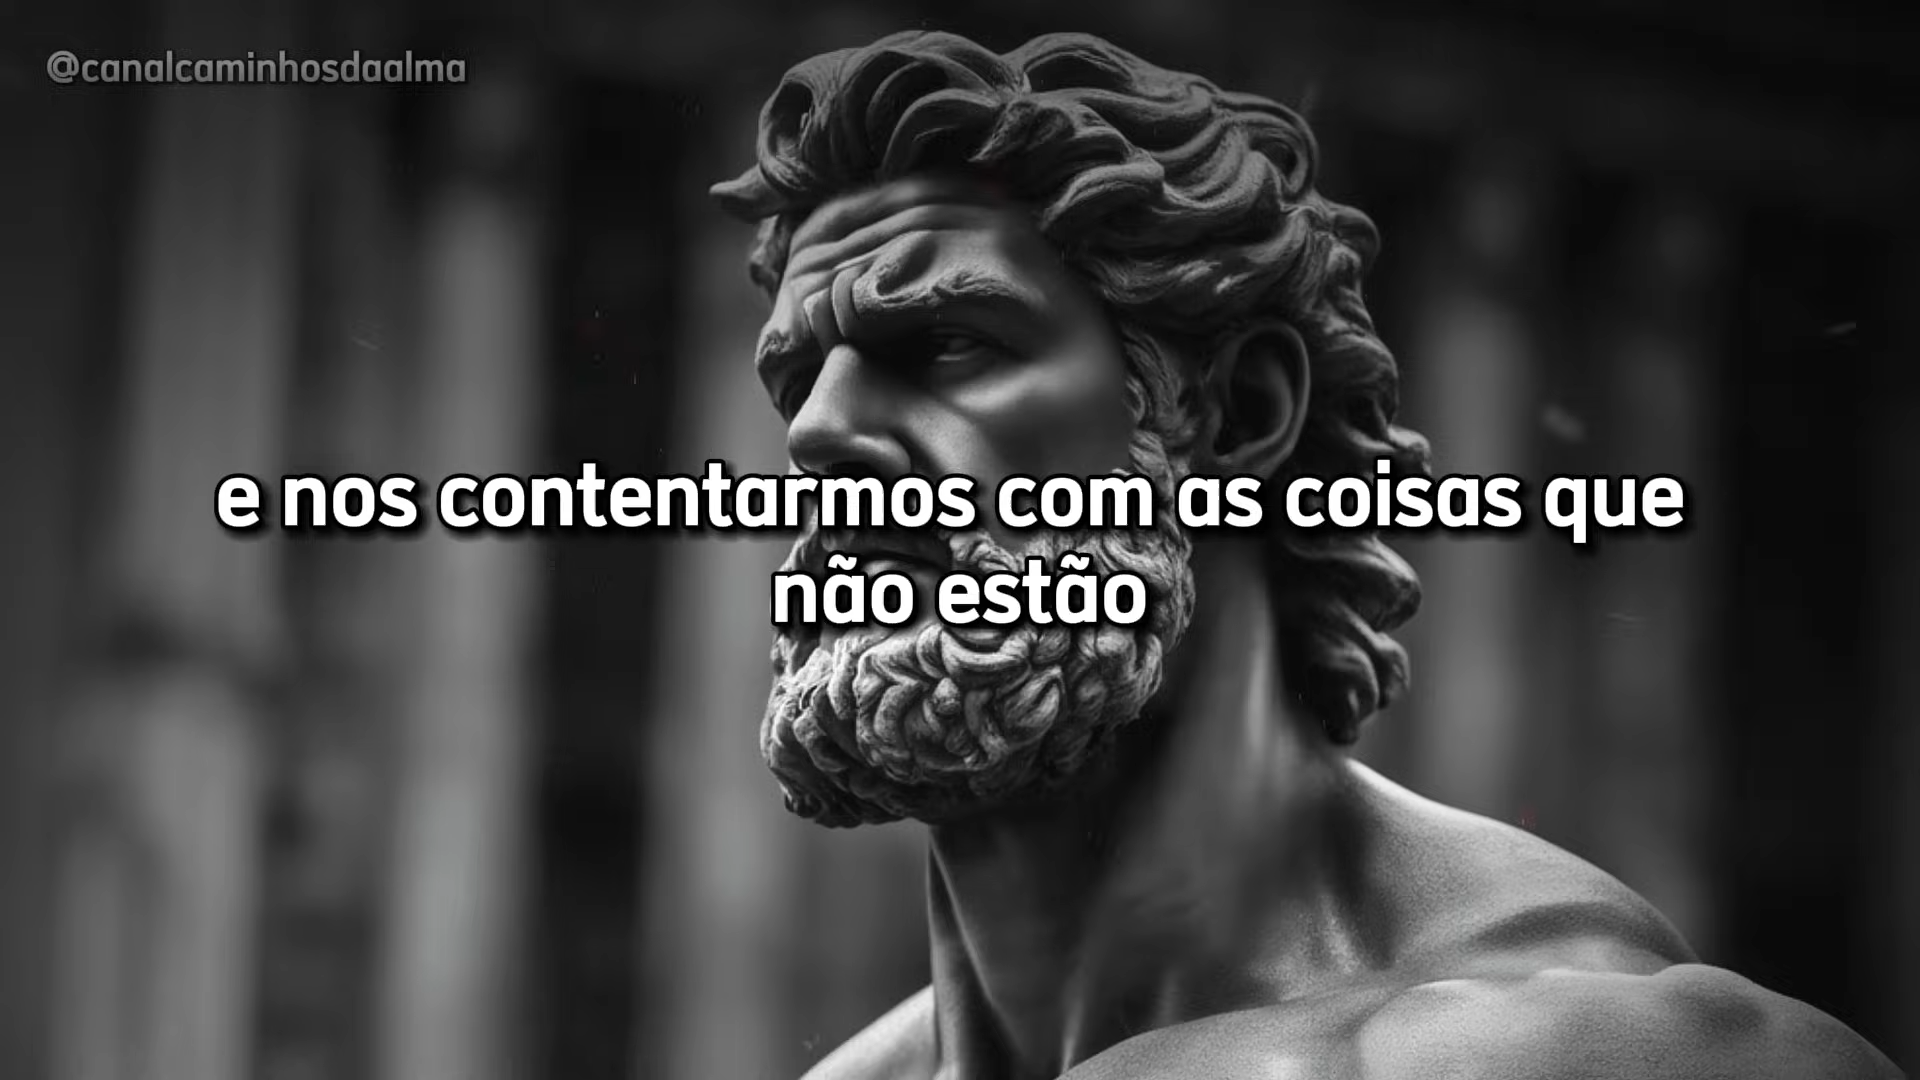 @canalcaminhosdaalma
e nos contentarmos com as coisas que
não estão